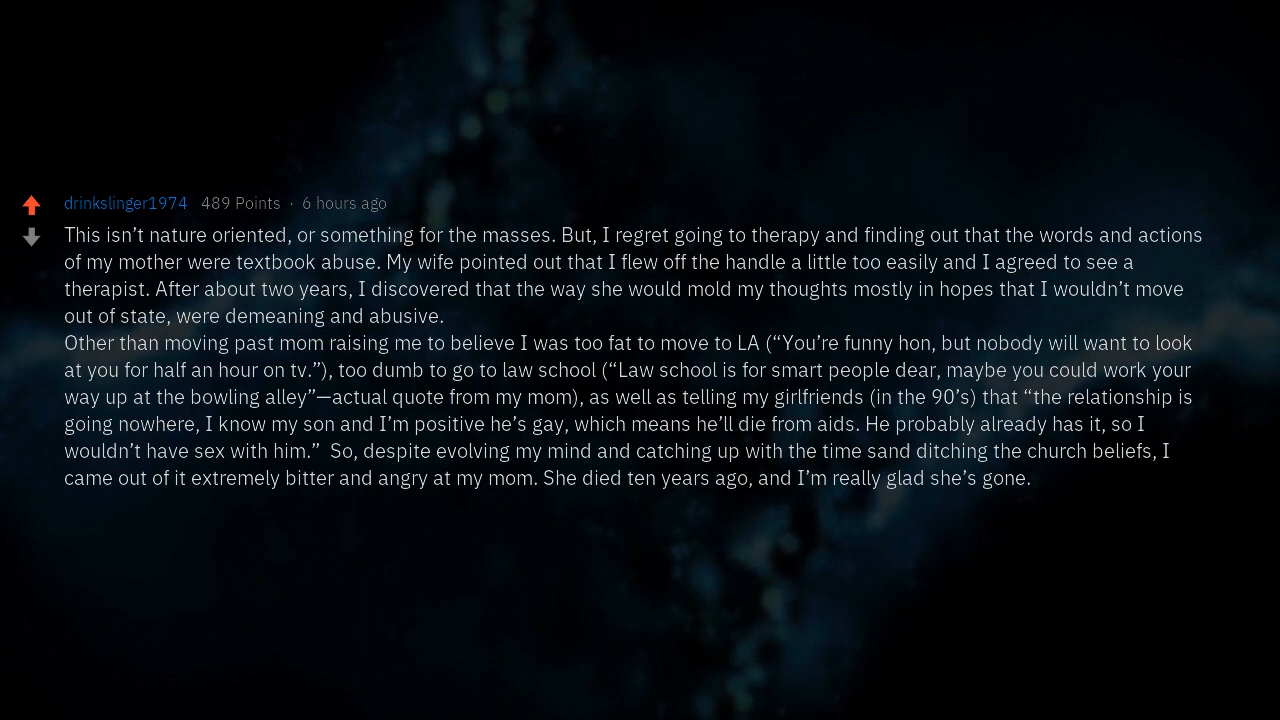 drinkslinger1974 489 Points · 6 hours ago
This isn’t nature oriented, or something for the masses. But, I regret going to therapy and finding out that the words and actions
of my mother were textbook abuse. My wife pointed out that I flew off the handle a little too easily and I agreed to see a
therapist. After about two years, I discovered that the way she would mold my thoughts mostly in hopes that I wouldn’t move
out of state, were demeaning and abusive.
Other than moving past mom raising me to believe I was too fat to move to LA (“You’re funny hon, but nobody will want to look
at you for half an hour on tv.”), too dumb to go to law school (“Law school is for smart people dear, maybe you could work your
way up at the bowling alley”—actual quote from my mom), as well as telling my girlfriends (in the 90’s) that “the relationship is
going nowhere, I know my son and I’m positive he’s gay, which means he’ll die from aids. He probably already has it, so I
wouldn’t have sex with him.”  So, despite evolving my mind and catching up with the time sand ditching the church beliefs, I
came out of it extremely bitter and angry at my mom. She died ten years ago, and I’m really glad she’s gone.